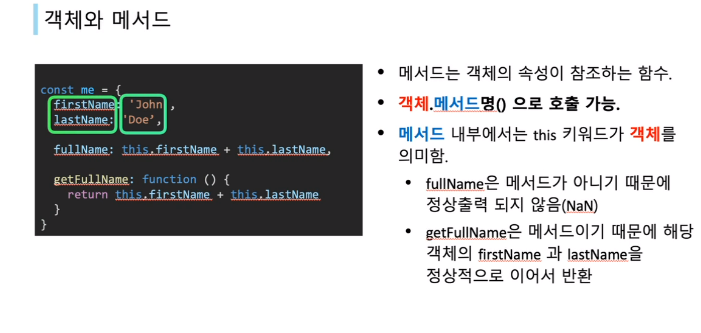 객체와 메서드
const me = {
firstName: 'John',
lastName: 'Doe',
fullName: this.firstName + this.lastName,
getFullName: function () {
return this.firstName + this.lastName
}
}
• 메서드는 객체의 속성이 참조하는 함수.
• 객체.메서드명() 으로 호출 가능.
• 메서드 내부에서는 this 키워드가 객체를
의미함.
• fullName은 메서드가 아니기 때문에
정상출력 되지 않음(NaN)
• getFullName은 메서드이기 때문에 해당
객체의 firstName 과 lastName을
정상적으로 이어서 반환